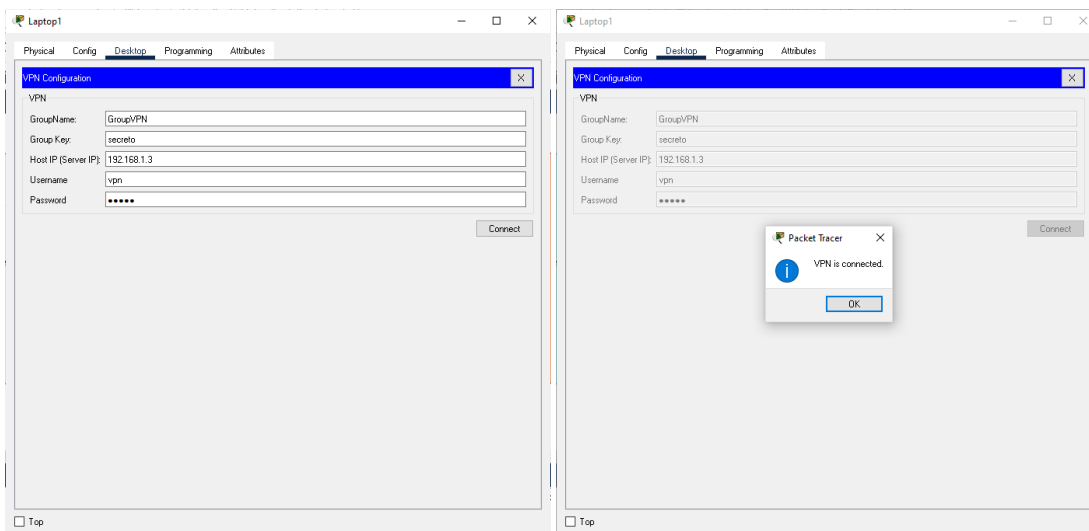 Laptop1
Physical Config Desktop Programming Attributes
VPN Configuration X
VPN
GroupName: GroupVPN
Group Key: secreto
Host IP (Server IP): 192.168.1.3
Username vpn
Password •••••
Connect
Top
Laptop1
Physical Config Desktop Programming Attributes
VPN Configuration X
VPN
GroupName: GroupVPN
Group Key: secreto
Host IP (Server IP): 192.168.1.3
Username vpn
Password •••••
Connect
Packet Tracer
VPN is connected.
OK
Top